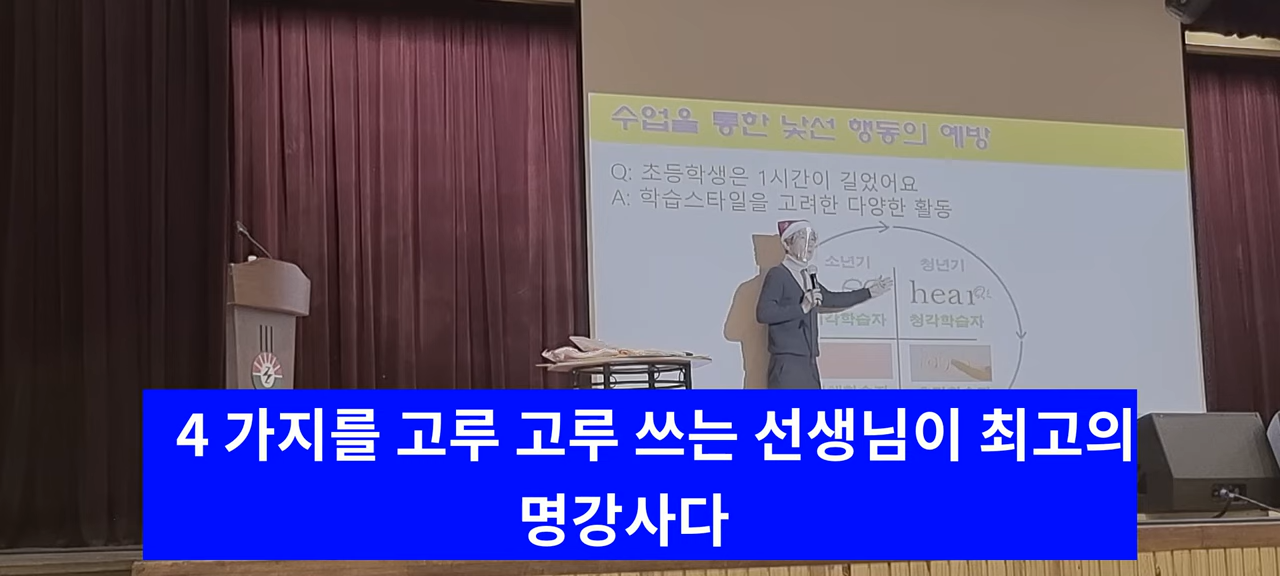 수업을 통한 낯선 행동의 예방
Q: 초등학생은 1시간이 길었어요
A: 학습스타일을 고려한 다양한 활동
소년기
청년기
hear
청각학습자
4 가지를 고루 고루 쓰는 선생님이 최고의
명강사다